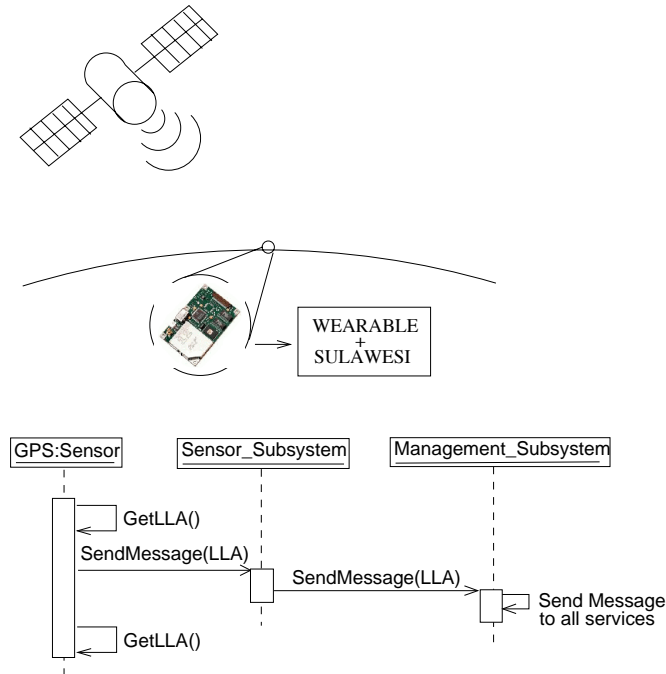 WEARABLE
+
SULAWESI
GPS:Sensor
Sensor_Subsystem
Management_Subsystem
GetLLA()
SendMessage(LLA)
SendMessage(LLA)
Send Message
to all services
GetLLA()